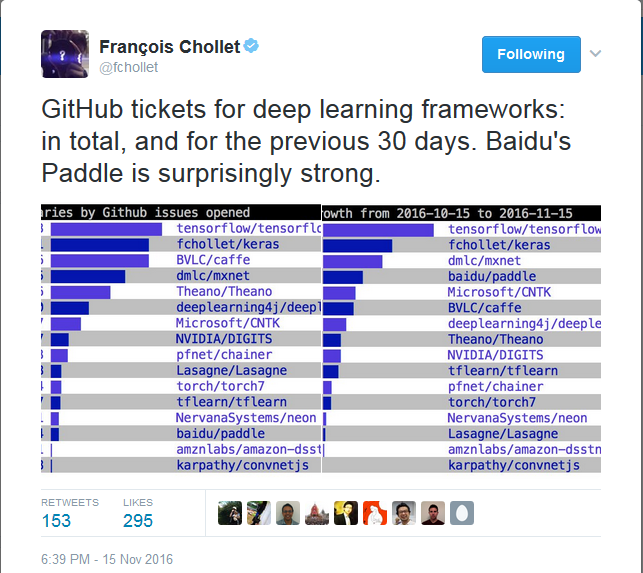 François Chollet
@fchollet
Following
GitHub tickets for deep learning frameworks:
in total, and for the previous 30 days. Baidu's
Paddle is surprisingly strong.
ries by Github issues opened
tensorflow/tensorflo
fchollet/keras
BVLC/caffe
dmlc/mxnet
Theano/Theano
deeplearning4j/deepl
Microsoft/CNTK
NVIDIA/DIGITS
pfnet/chainer
Lasagne/Lasagne
torch/torch7
tflearn/tflearn
NervanaSystems/neon
baidu/paddle
amznlabs/amazon-dsst
karpathy/convnetjs
rowth from 2016-10-15 to 2016-11-15
tensorflow/tensorflow
fchollet/keras
dmlc/mxnet
baidu/paddle
Microsoft/CNTK
BVLC/caffe
deeplearning4j/deeple
Theano/Theano
NVIDIA/DIGITS
tflearn/tflearn
pfnet/chainer
torch/torch7
NervanaSystems/neon
Lasagne/Lasagne
amznlabs/amazon-dsstn
karpathy/convnetjs
RETWEETS
153
LIKES
295
6:39 PM - 15 Nov 2016